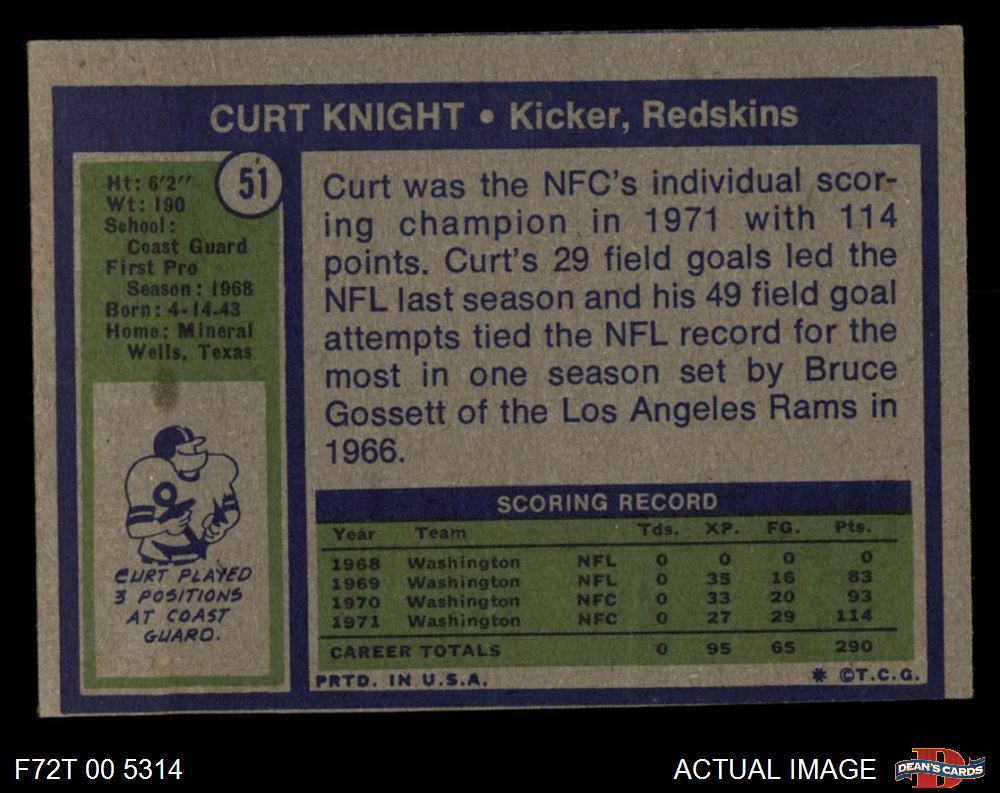 CURT KNIGHT • Kicker, Redskins
51
Ht: 6'2"
Wt: 190
School:
Coast Guard
First Pro
Season: 1968
Born: 4-14-43
Home: Mineral
Wells, Texas
9
CURT PLAYED
3 POSITIONS
AT COAST
GUARD.
Curt was the NFC's individual scor-
ing champion in 1971 with 114
points. Curt's 29 field goals led the
NFL last season and his 49 field goal
attempts tied the NFL record for the
most in one season set by Bruce
Gossett of the Los Angeles Rams in
1966.
SCORING RECORD
Year Team Tds. XP. FG. Pts.
1968 Washington NFL 0 0 0 0
1969 Washington NFL 0 35 16 83
1970 Washington NFC 0 33 20 93
1971 Washington NFC 0 27 29 114
CAREER TOTALS 0 95 65 290
PRTD. IN U.S.A. * ©T.C.G.
F72T 00 5314 ACTUAL IMAGE
D
DEAN'S CARDS